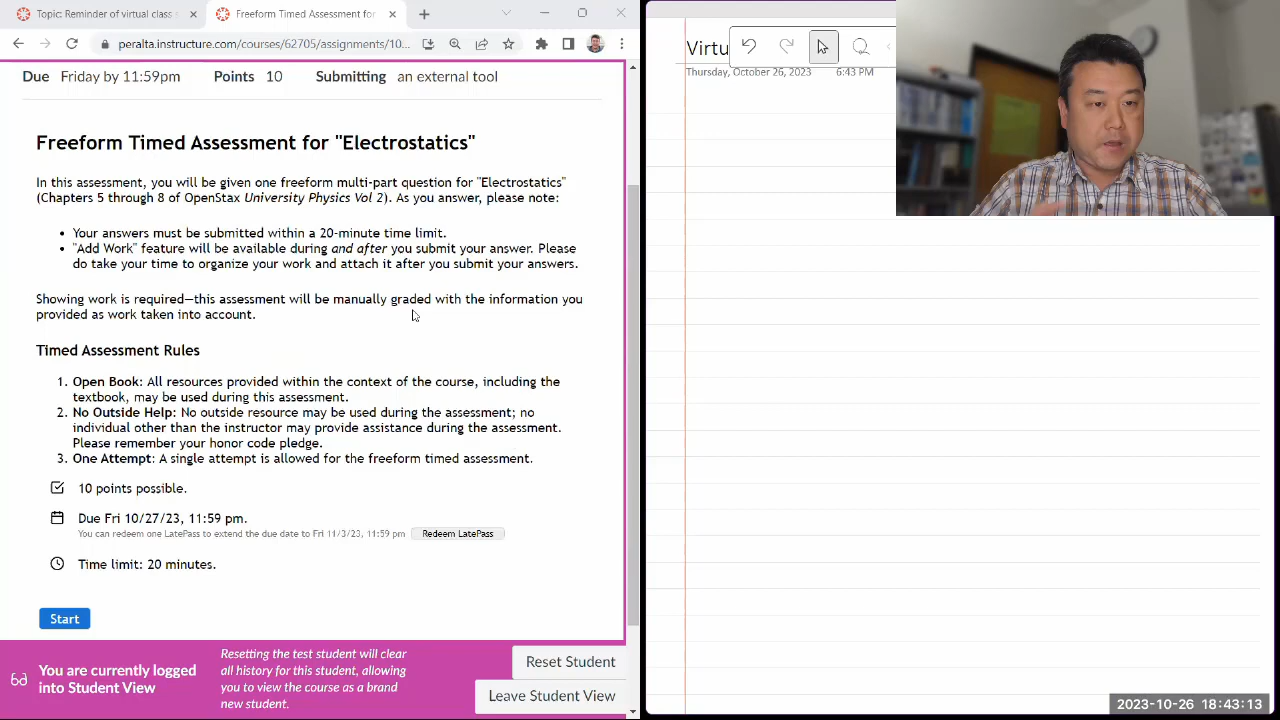 Topic: Reminder of virtual class
Freeform Timed Assessment for
peralta.instructure.com/courses/62705/assignments/10...
Due Friday by 11:59pm Points 10 Submitting an external tool
Freeform Timed Assessment for "Electrostatics"
In this assessment, you will be given one freeform multi-part question for "Electrostatics"
(Chapters 5 through 8 of OpenStax University Physics Vol 2). As you answer, please note:
• Your answers must be submitted within a 20-minute time limit.
• "Add Work" feature will be available during and after you submit your answer. Please
do take your time to organize your work and attach it after you submit your answers.
Showing work is required—this assessment will be manually graded with the information you
provided as work taken into account.
Timed Assessment Rules
1. Open Book: All resources provided within the context of the course, including the
textbook, may be used during this assessment.
2. No Outside Help: No outside resource may be used during the assessment; no
individual other than the instructor may provide assistance during the assessment.
Please remember your honor code pledge.
3. One Attempt: A single attempt is allowed for the freeform timed assessment.
10 points possible.
Due Fri 10/27/23, 11:59 pm.
You can redeem one LatePass to extend the due date to Fri 11/3/23, 11:59 pm Redeem LatePass
Time limit: 20 minutes.
Start
You are currently logged
into Student View
Resetting the test student will clear
all history for this student, allowing
you to view the course as a brand
new student.
Reset Student
Leave Student View
Virtu
Thursday, October 26, 2023 6:43 PM
2023-10-26 18:43:13